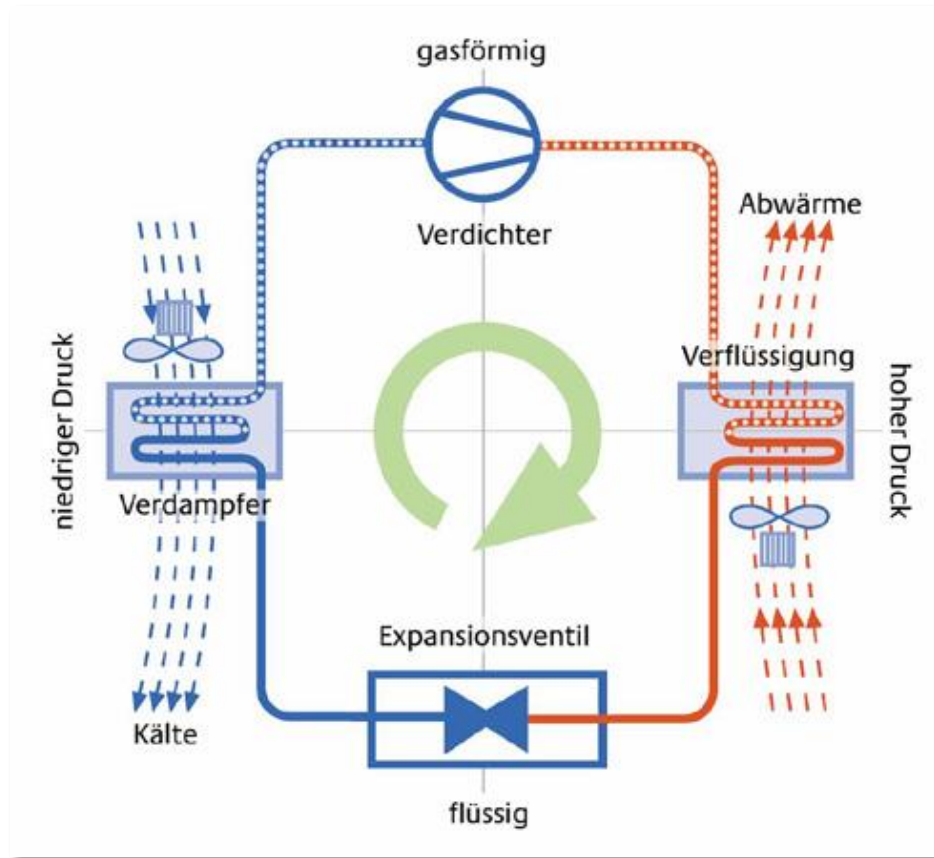 gasförmig
Verdichter
Abwärme
niedriger Druck
Verflüssigung
hoher Druck
Verdampfer
Expansionsventil
Kälte
flüssig